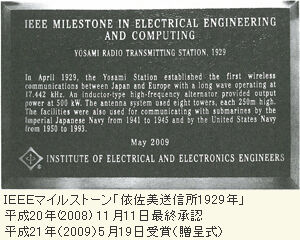 IEEE MILESTONE IN ELECTRICAL ENGINEERING
AND COMPUTING
YOSAMI RADIO TRANSMITTING STATION, 1929
In April 1929, the Yosami Station established the first wireless
communications between Japan and Europe with a long wave operating at
17.442 kHz. An inductor-type high-frequency alternator provided output
power at 500 kW. The antenna system used eight towers, each 250m high.
The facilities were also used for communicating with submarines by the
Imperial Japanese Navy from 1941 to 1945 and by the United States Navy
from 1950 to 1993.
May 2009
INSTITUTE OF ELECTRICAL AND ELECTRONICS ENGINEERS
IEEEマイルストーン「依佐美送信所1929年」
平成20年(2008)11月11日最終承認
平成21年(2009)5月19日受賞(贈呈式)